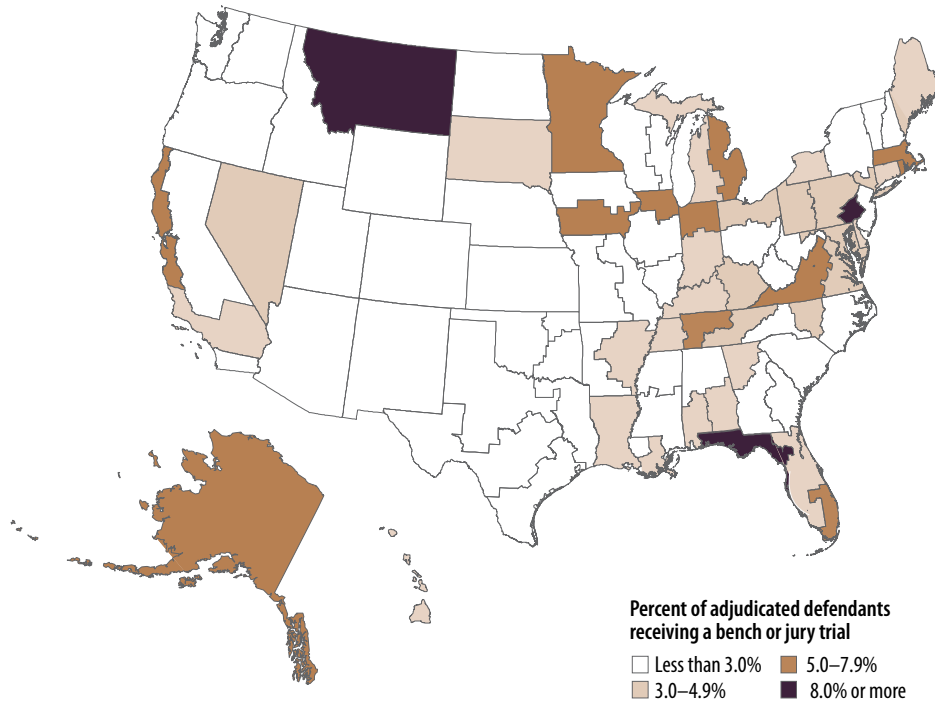 Percent of adjudicated defendants
receiving a bench or jury trial
Less than 3.0% 5.0–7.9%
3.0–4.9% 8.0% or more